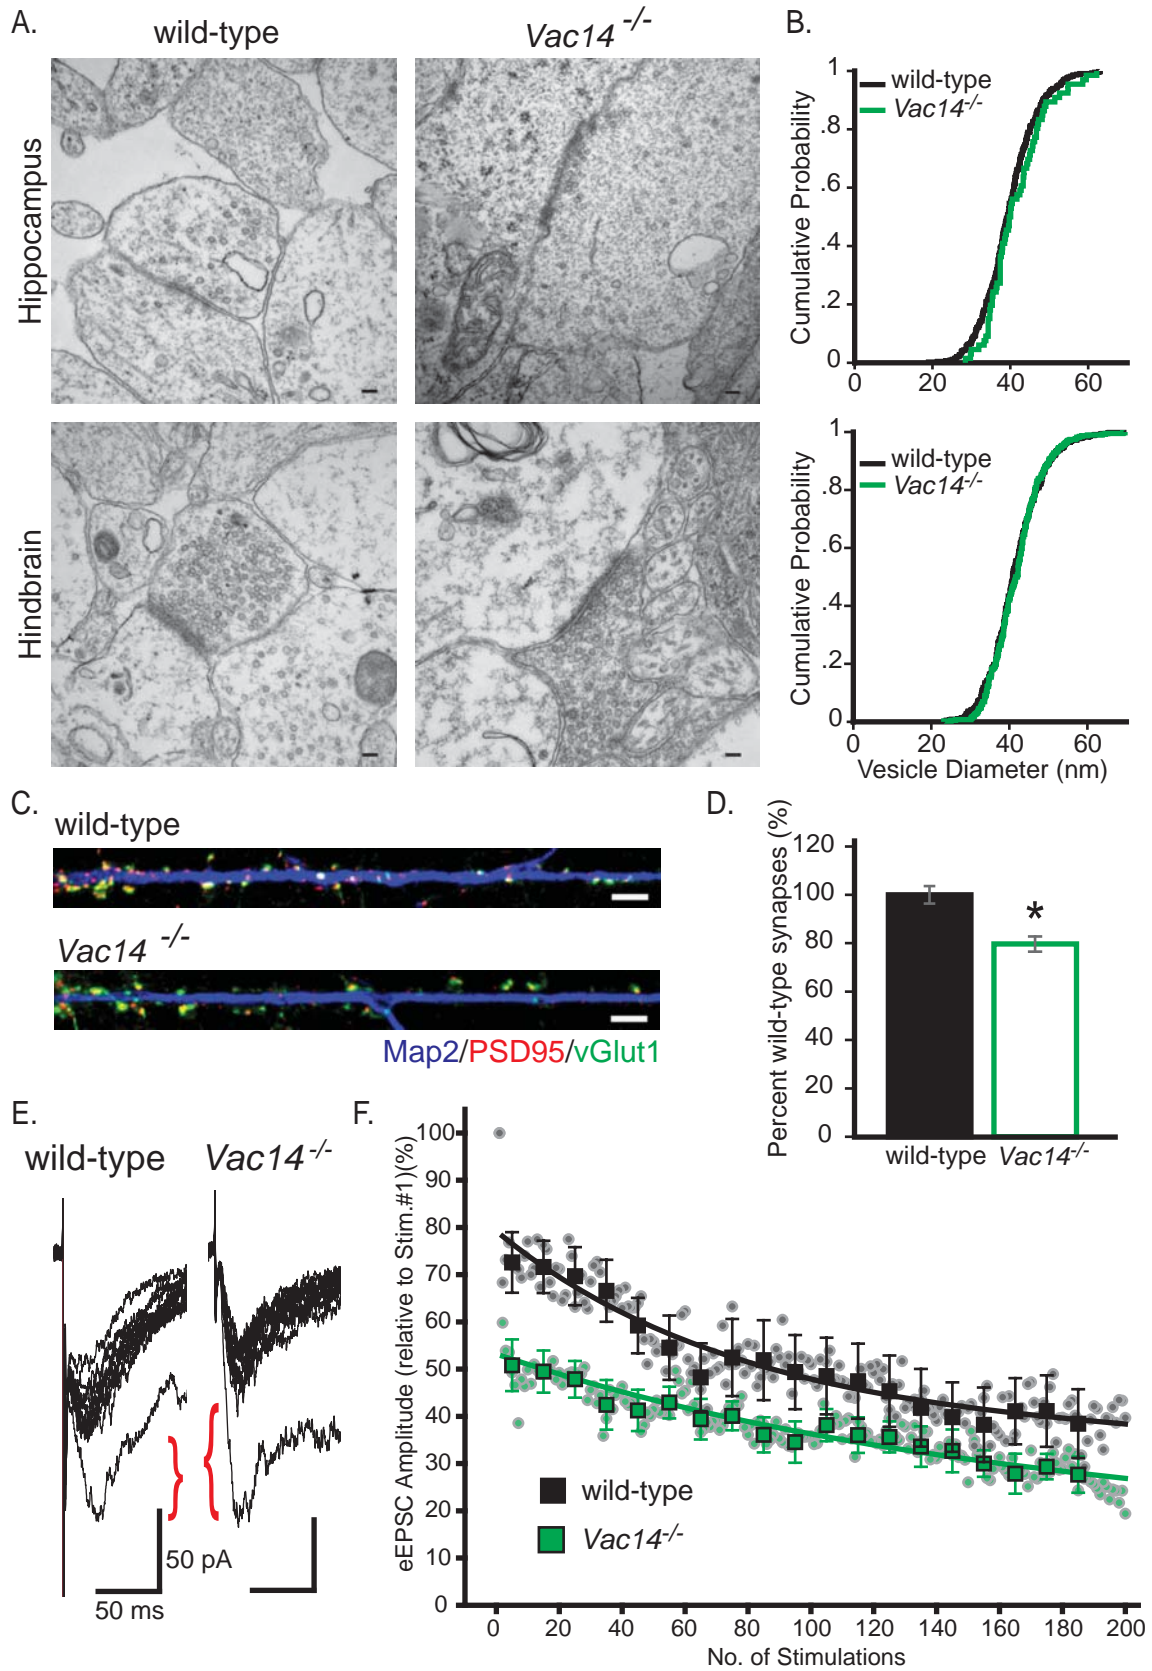 A.
wild-type
Vac14 -/-
Hippocampus
Hindbrain
B.
Cumulative Probability
1
.8
.6
.4
.2
0
wild-type
Vac14-/-
0 20 40 60
Cumulative Probability
1
.8
.6
.4
.2
0
wild-type
Vac14-/-
0 20 40 60
Vesicle Diameter (nm)
C.
wild-type
Vac14 -/-
Map2/PSD95/vGlut1
D.
Percent wild-type synapses (%)
120
100
80
60
40
20
0
*
wild-type Vac14-/-
E.
wild-type Vac14-/-
50 pA
50 ms
F.
eEPSC Amplitude (relative to Stim.#1)(%)
100
90
80
70
60
50
40
30
20
10
0
wild-type
Vac14-/-
0 20 40 60 80 100 120 140 160 180 200
No. of Stimulations